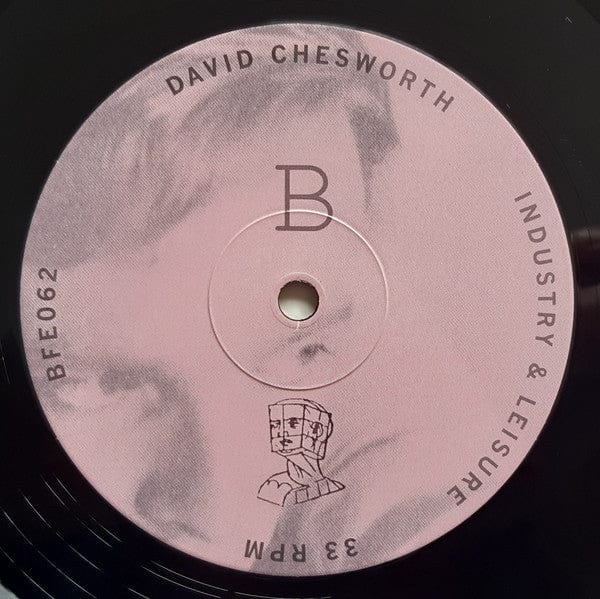 DAVID CHESWORTH
B
INDUSTRY & LEISURE
BFE062
33 RPM